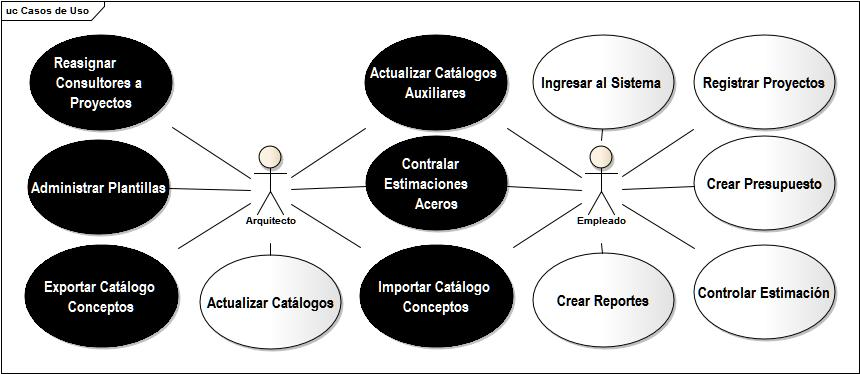 uc Casos de Uso
Reasignar
Consultores a
Proyectos
Actualizar Catálogos
Auxiliares
Ingresar al Sistema
Registrar Proyectos
Administrar Plantillas
Arquitecto
Contralar
Estimaciones
Aceros
Empleado
Crear Presupuesto
Exportar Catálogo
Conceptos
Actualizar Catálogos
Importar Catálogo
Conceptos
Crear Reportes
Controlar Estimación